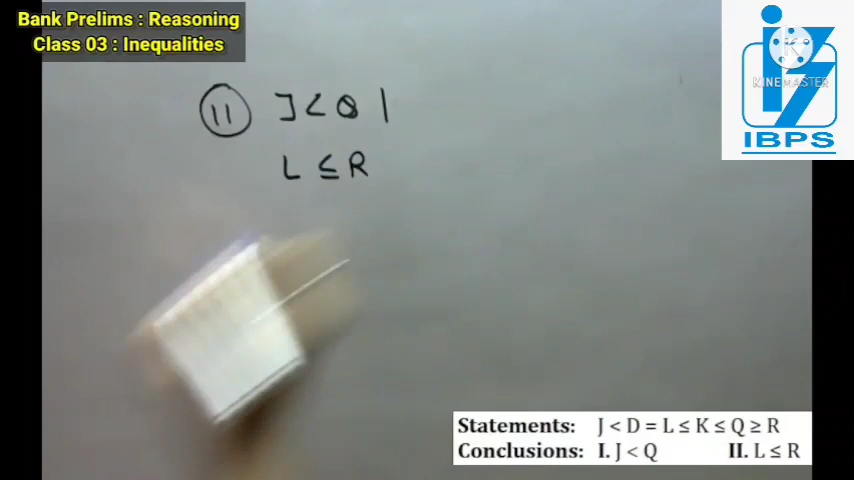 Bank Prelims : Reasoning
Class 03 : Inequalities
KINEMASTER
IBPS
11 J < Q |
L ≤ R
Statements: J < D = L ≤ K ≤ Q ≥ R
Conclusions: I. J < Q II. L ≤ R